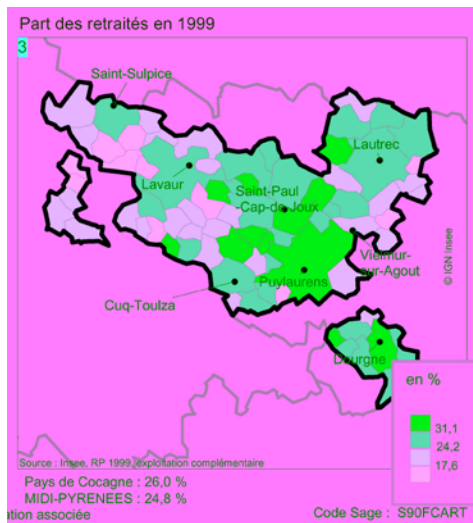 Part des retraités en 1999
3
Saint-Sulpice
Lautrec
Lavaur
Saint-Paul
-Cap-de-Joux
Vielmur-
sur-Agout
Puylaurens
Cuq-Toulza
Dourgne
© IGN Insee
en %
31,1
24,2
17,6
Source : Insee, RP 1999, exploitation complémentaire
Pays de Cocagne : 26,0 %
MIDI-PYRENEES : 24,8 %
ation associée
Code Sage : S90FCART